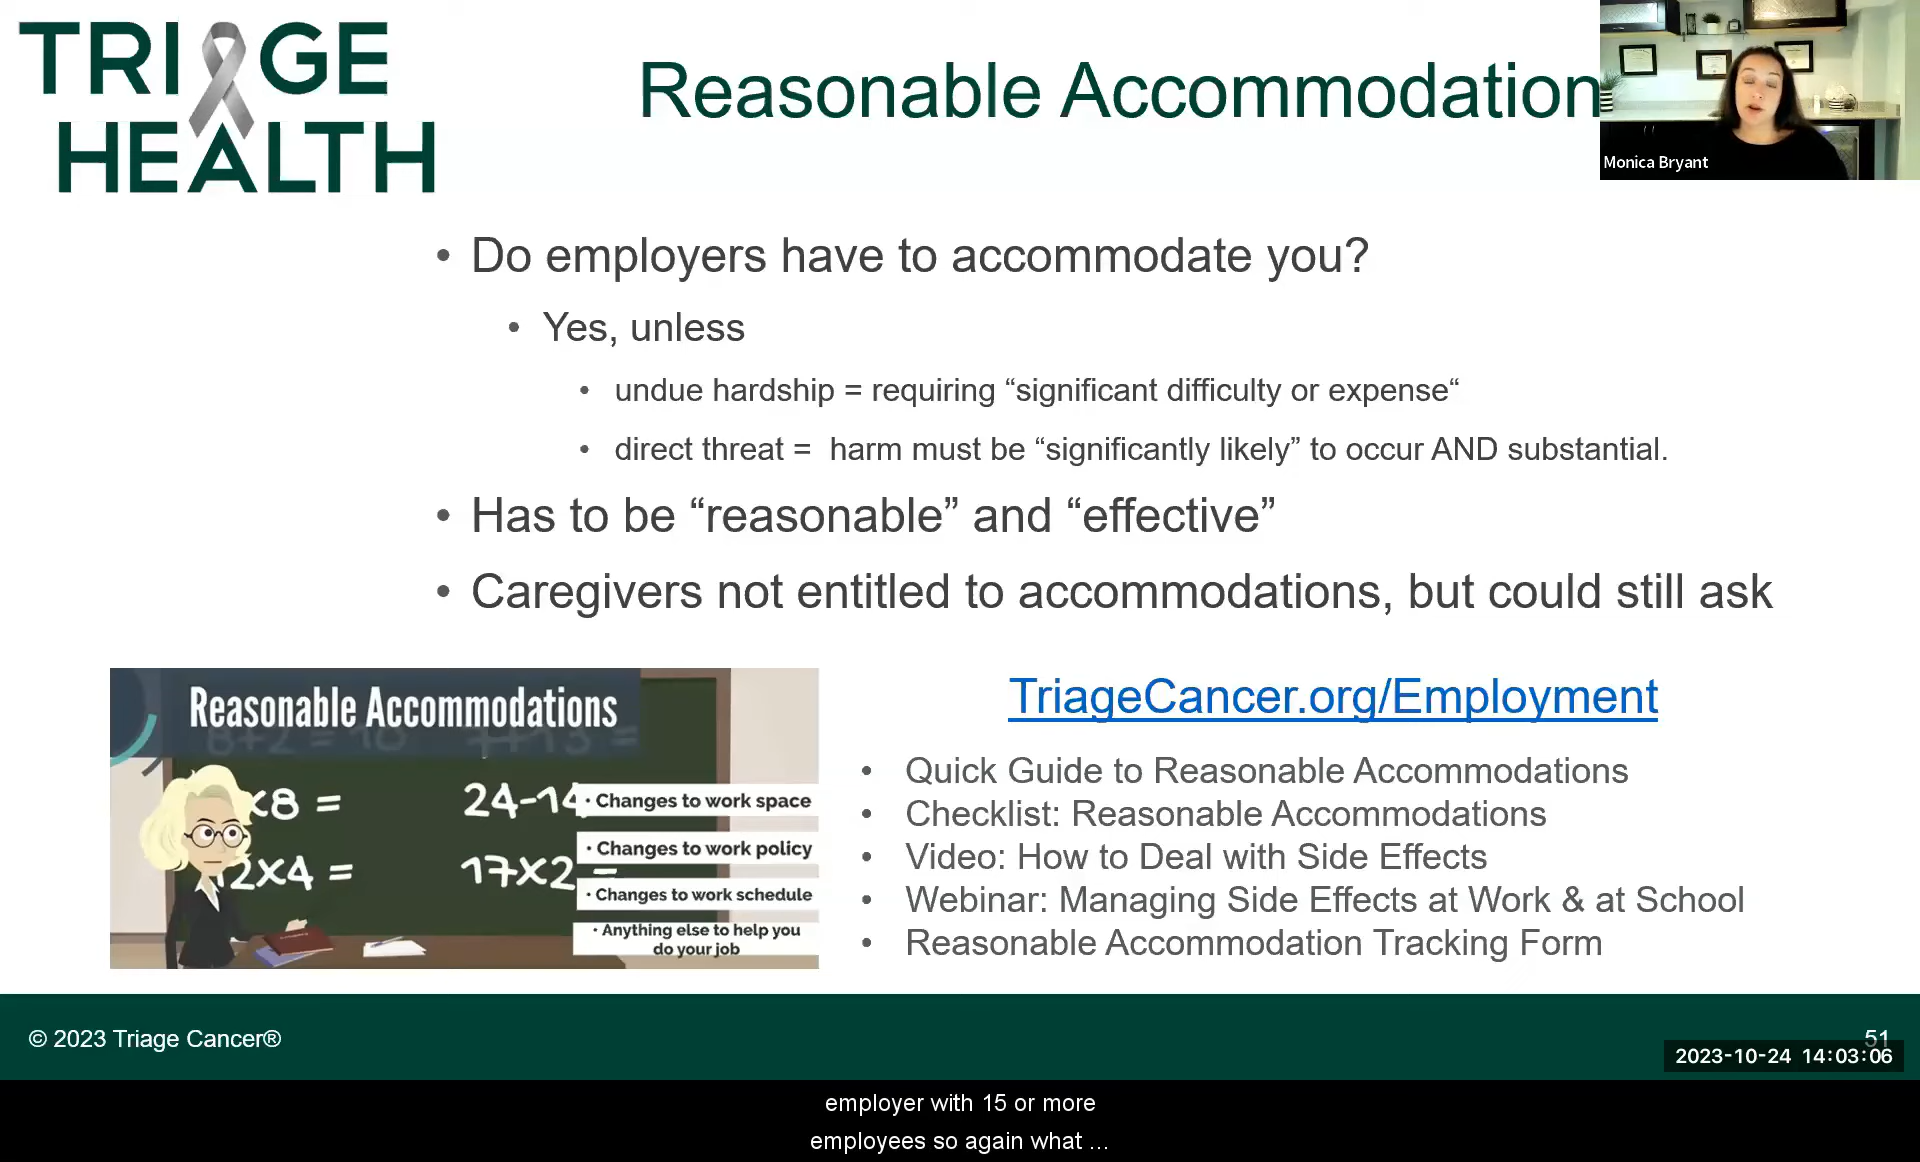 TRIAGE
HEALTH
Reasonable Accommodation
Monica Bryant
• Do employers have to accommodate you?
• Yes, unless
• undue hardship = requiring “significant difficulty or expense“
• direct threat = harm must be “significantly likely” to occur AND substantial.
• Has to be “reasonable” and “effective”
• Caregivers not entitled to accommodations, but could still ask
Reasonable Accommodations
8+2 = 10 7+13 =
x8 = 24-14
2x4 = 17x2 =
• Changes to work space
• Changes to work policy
• Changes to work schedule
• Anything else to help you
do your job
TriageCancer.org/Employment
• Quick Guide to Reasonable Accommodations
• Checklist: Reasonable Accommodations
• Video: How to Deal with Side Effects
• Webinar: Managing Side Effects at Work & at School
• Reasonable Accommodation Tracking Form
© 2023 Triage Cancer®
51
2023-10-24 14:03:06
employer with 15 or more
employees so again what ...